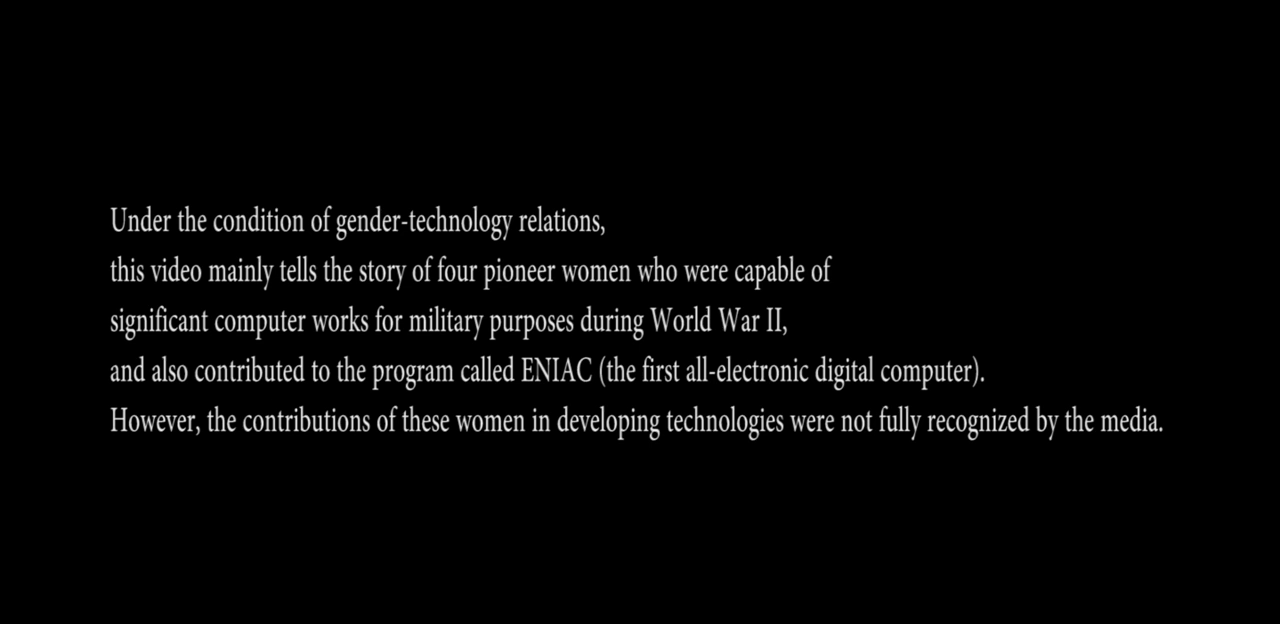 Under the condition of gender-technology relations,
this video mainly tells the story of four pioneer women who were capable of
significant computer works for military purposes during World War II,
and also contributed to the program called ENIAC (the first all-electronic digital computer).
However, the contributions of these women in developing technologies were not fully recognized by the media.